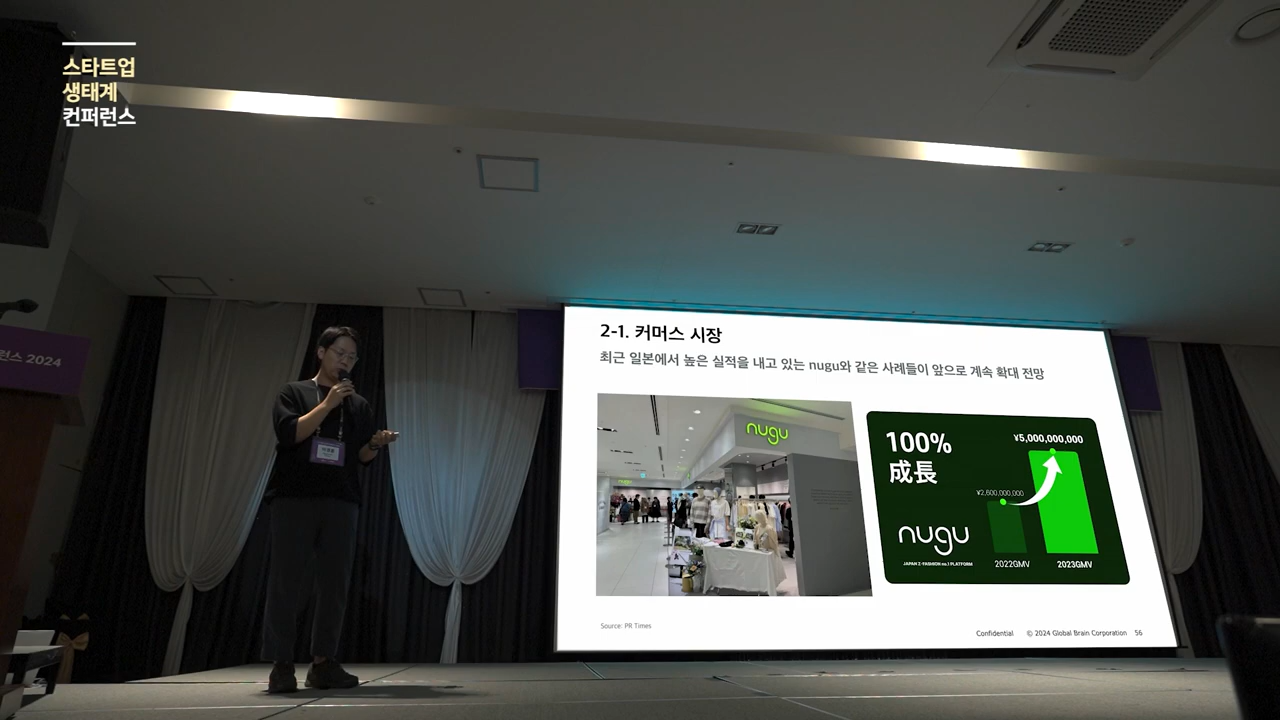 스타트업
생태계
컨퍼런스
런스 2024
2-1. 커머스 시장
최근 일본에서 높은 실적을 내고 있는 nugu와 같은 사례들이 앞으로 계속 확대 전망
nugu
100%
成長
¥5,000,000,000
¥2,600,000,000
nugu
JAPAN Z-FASHION no.1 PLATFORM
2022GMV
2023GMV
Source: PR Times
Confidential
© 2024 Global Brain Corporation
56